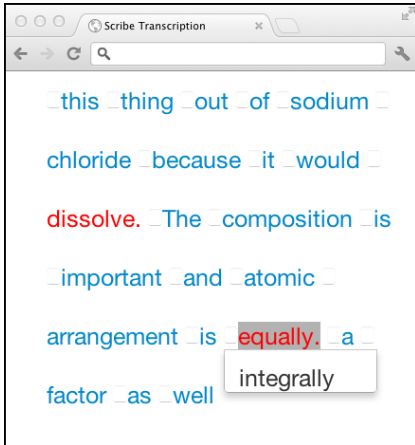 Scribe Transcription
this thing out of sodium
chloride because it would
dissolve. The composition is
important and atomic
arrangement is equally. a
integrally
factor as well